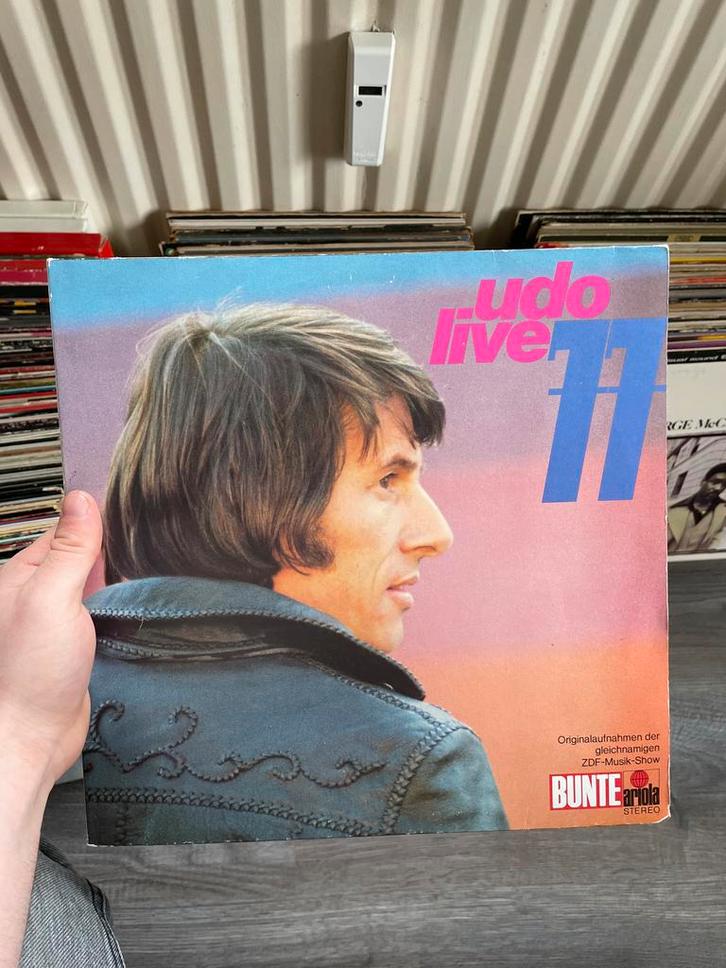 udo
live 77
Originalaufnahmen der
gleichnamigen
ZDF-Musik-Show
BUNTE ariola
STEREO